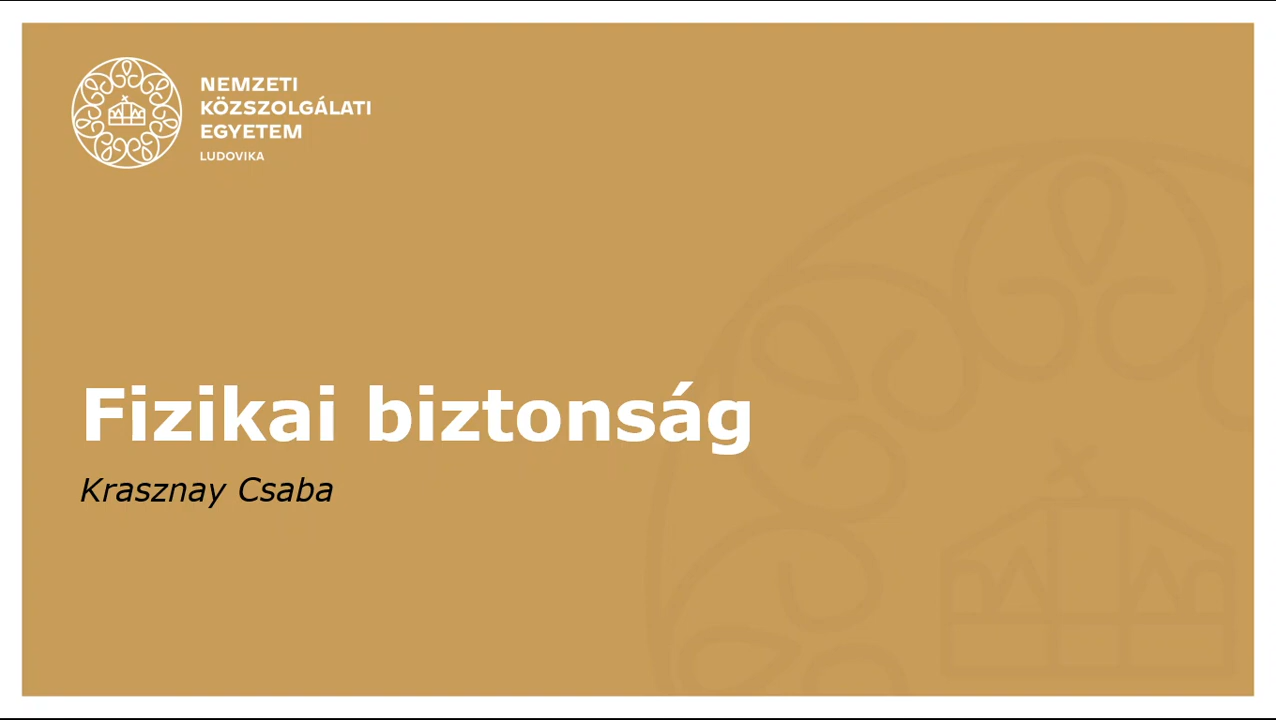 NEMZETI
KÖZSZOLGÁLATI
EGYETEM
LUDOVIKA
Fizikai biztonság
Krasznay Csaba